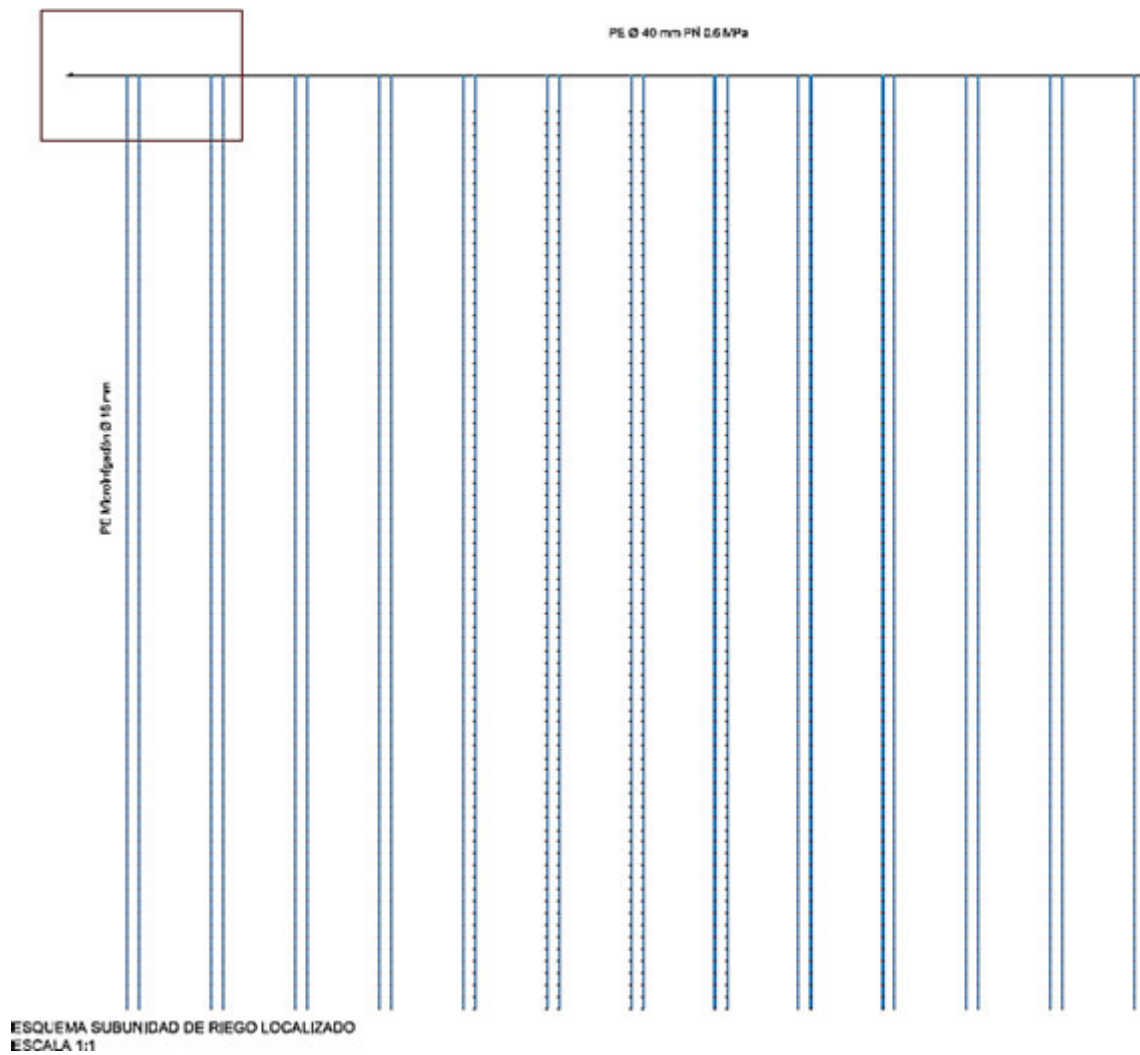 PE Ø 40 mm PN 0.6 MPa
PE Microirrigación Ø 16 mm
ESQUEMA SUBUNIDAD DE RIEGO LOCALIZADO
ESCALA 1:1